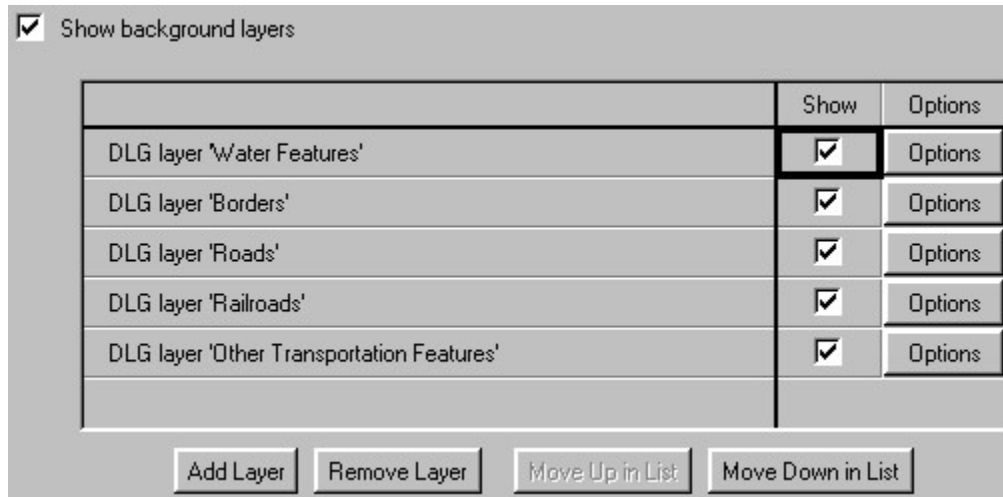 Show background layers
Show Options
DLG layer 'Water Features' Options
DLG layer 'Borders' Options
DLG layer 'Roads' Options
DLG layer 'Railroads' Options
DLG layer 'Other Transportation Features' Options
Add Layer Remove Layer Move Up in List Move Down in List